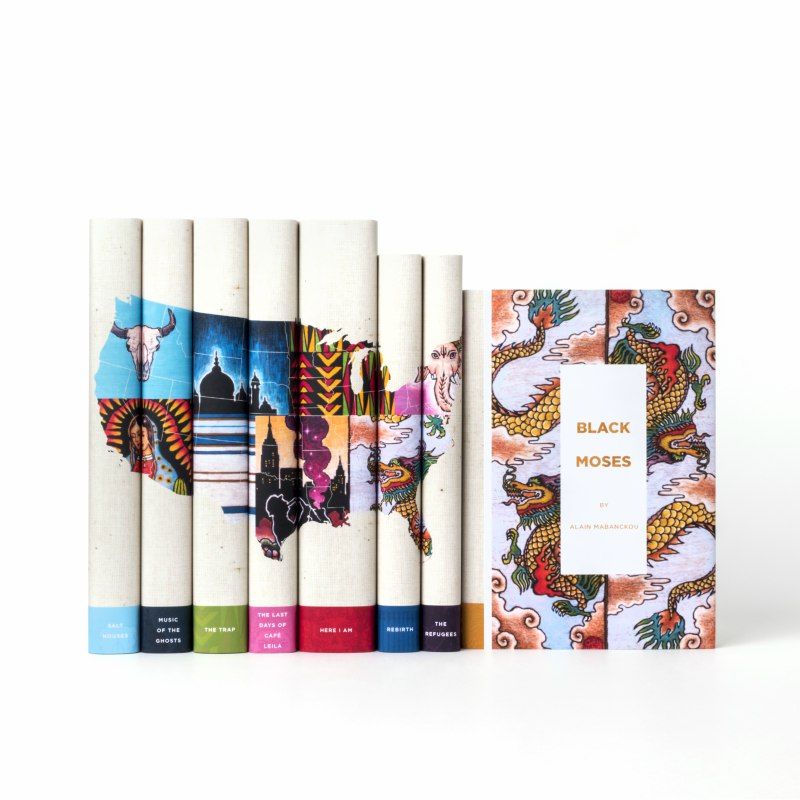 SALT
HOUSES
MUSIC
OF THE
GHOSTS
THE TRAP
THE LAST
DAYS OF
CAFÉ
LEILA
HERE I AM
REBIRTH
THE
REFUGEES
BLACK
MOSES
BY
ALAIN MABANCKOU